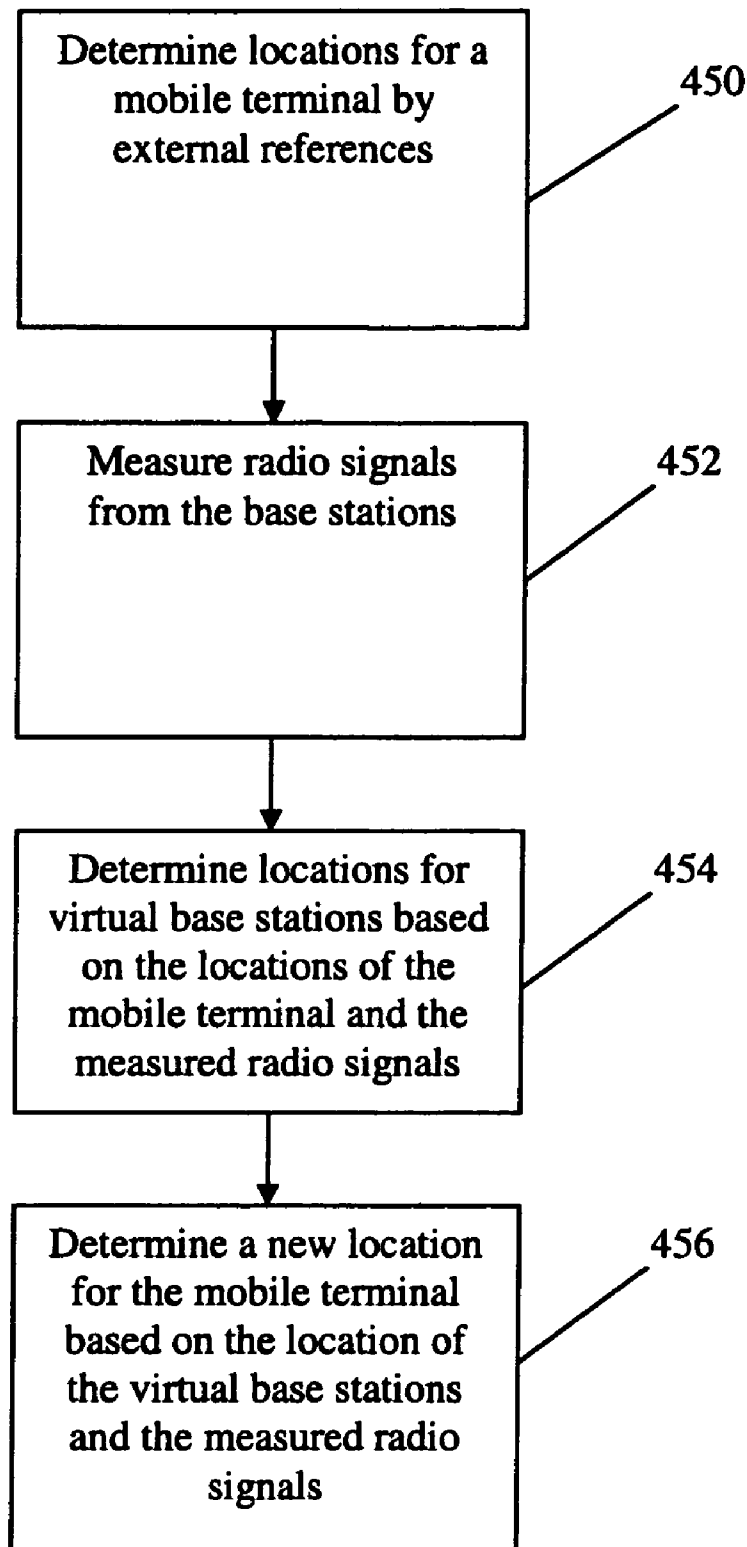 Determine locations for a
mobile terminal by
external references
450
Measure radio signals
from the base stations
452
Determine locations for
virtual base stations based
on the locations of the
mobile terminal and the
measured radio signals
454
Determine a new location
for the mobile terminal
based on the location of
the virtual base stations
and the measured radio
signals
456